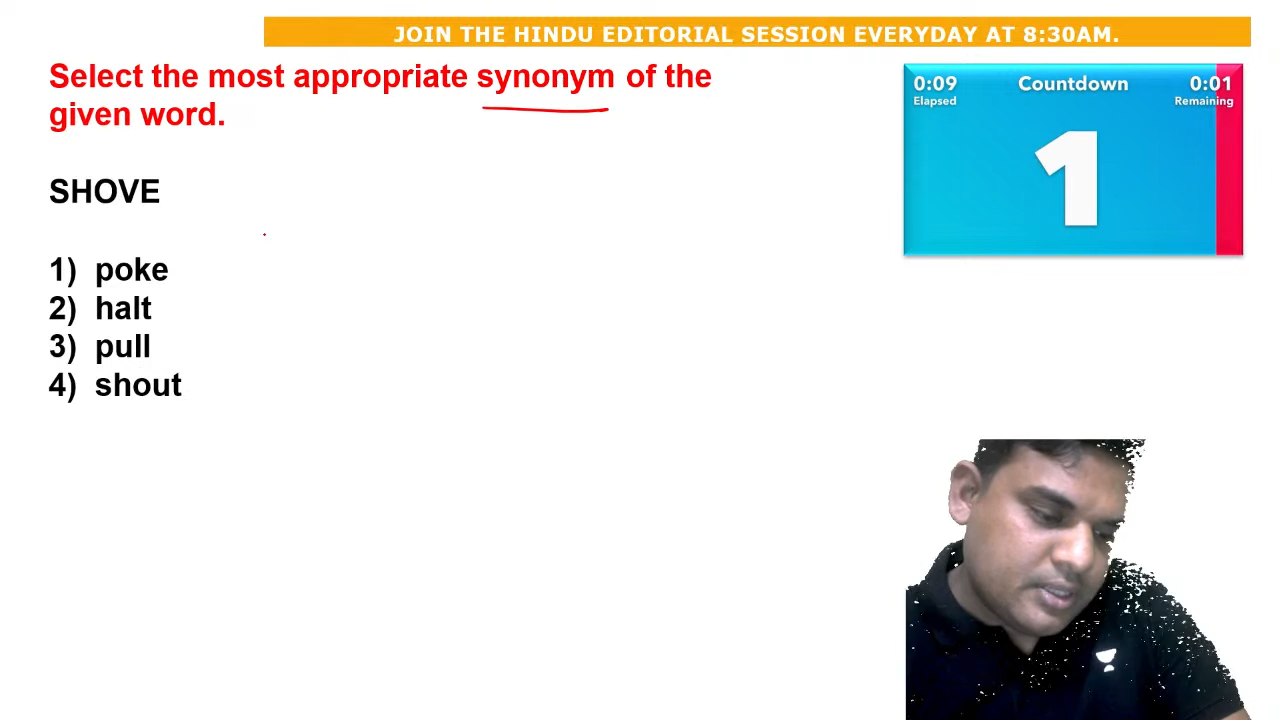 JOIN THE HINDU EDITORIAL SESSION EVERYDAY AT 8:30AM.
Select the most appropriate synonym of the
given word.
SHOVE
1) poke
2) halt
3) pull
4) shout
0:09 Countdown 0:01
Elapsed Remaining
1